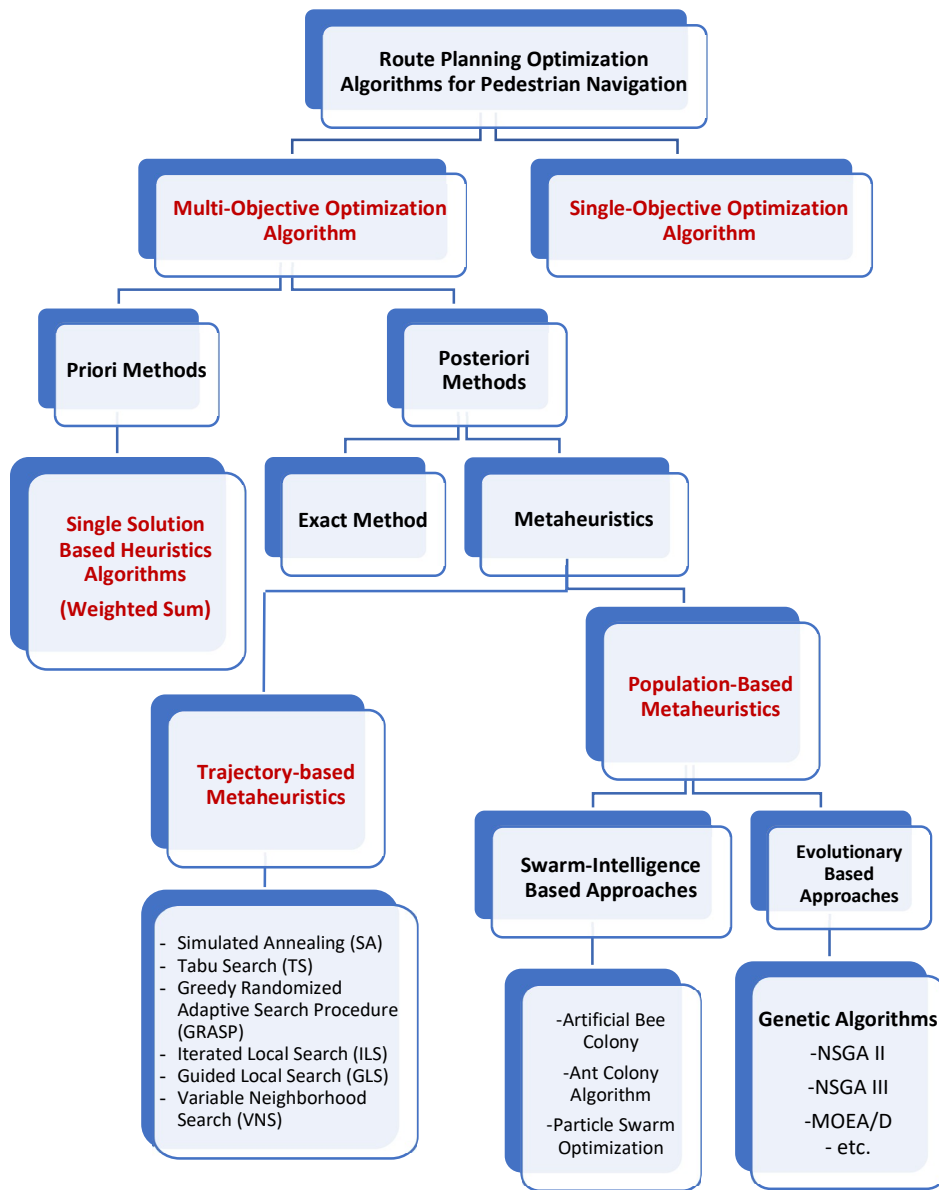 Route Planning Optimization
Algorithms for Pedestrian Navigation
Multi-Objective Optimization
Algorithm
Single-Objective Optimization
Algorithm
Priori Methods
Posteriori
Methods
Single Solution
Based Heuristics
Algorithms
(Weighted Sum)
Exact Method
Metaheuristics
Trajectory-based
Metaheuristics
Population-Based
Metaheuristics
Swarm-Intelligence
Based Approaches
Evolutionary
Based
Approaches
- Simulated Annealing (SA)
- Tabu Search (TS)
- Greedy Randomized
Adaptive Search Procedure
(GRASP)
- Iterated Local Search (ILS)
- Guided Local Search (GLS)
- Variable Neighborhood
Search (VNS)
-Artificial Bee
Colony
-Ant Colony
Algorithm
-Particle Swarm
Optimization
Genetic Algorithms
-NSGA II
-NSGA III
-MOEA/D
- etc.